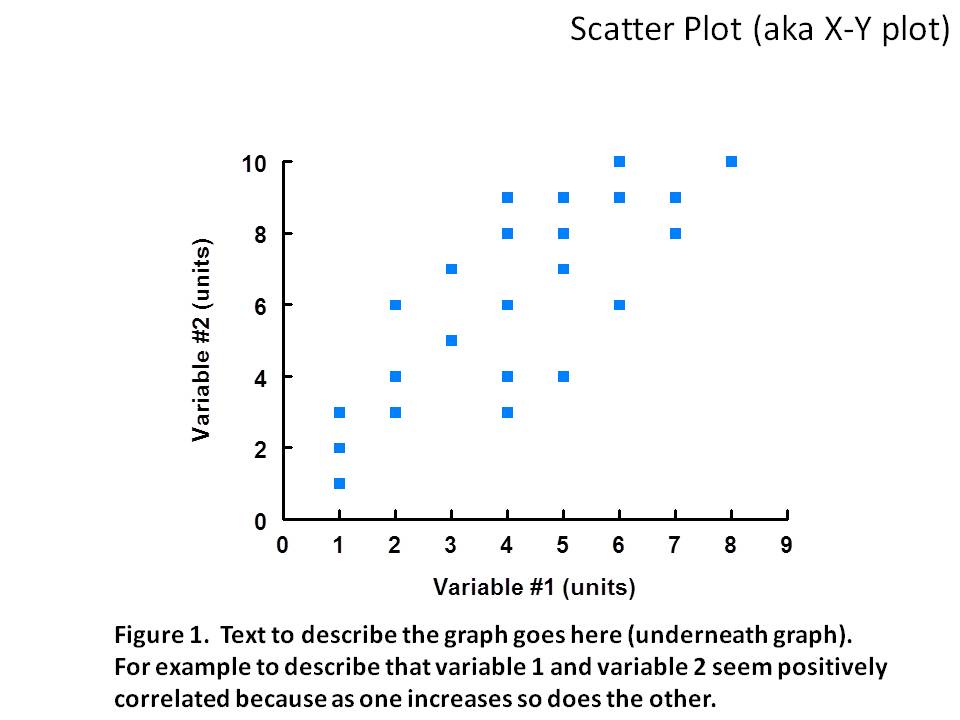 Scatter Plot (aka X-Y plot)
10
8
6
4
2
0
Variable #2 (units)
0 1 2 3 4 5 6 7 8 9
Variable #1 (units)
Figure 1.  Text to describe the graph goes here (underneath graph).
For example to describe that variable 1 and variable 2 seem positively
correlated because as one increases so does the other.